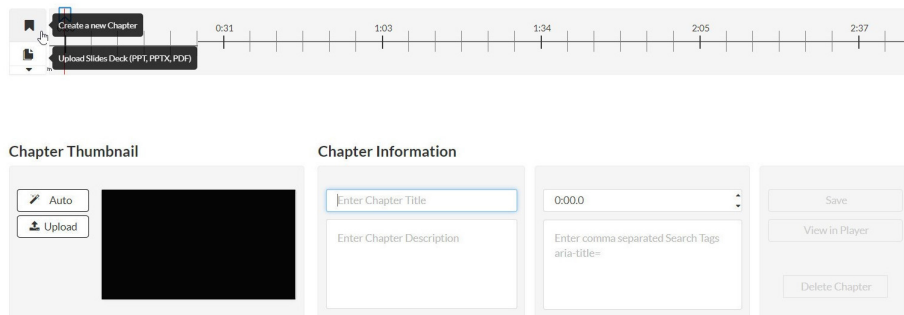 Create a new Chapter
0:31
1:03
1:34
2:05
2:37
Upload Slides Deck (PPT, PPTX, PDF)
Chapter Thumbnail
Chapter Information
Auto
Upload
Enter Chapter Title
Enter Chapter Description
0:00.0
Enter comma separated Search Tags
aria-title=
Save
View in Player
Delete Chapter